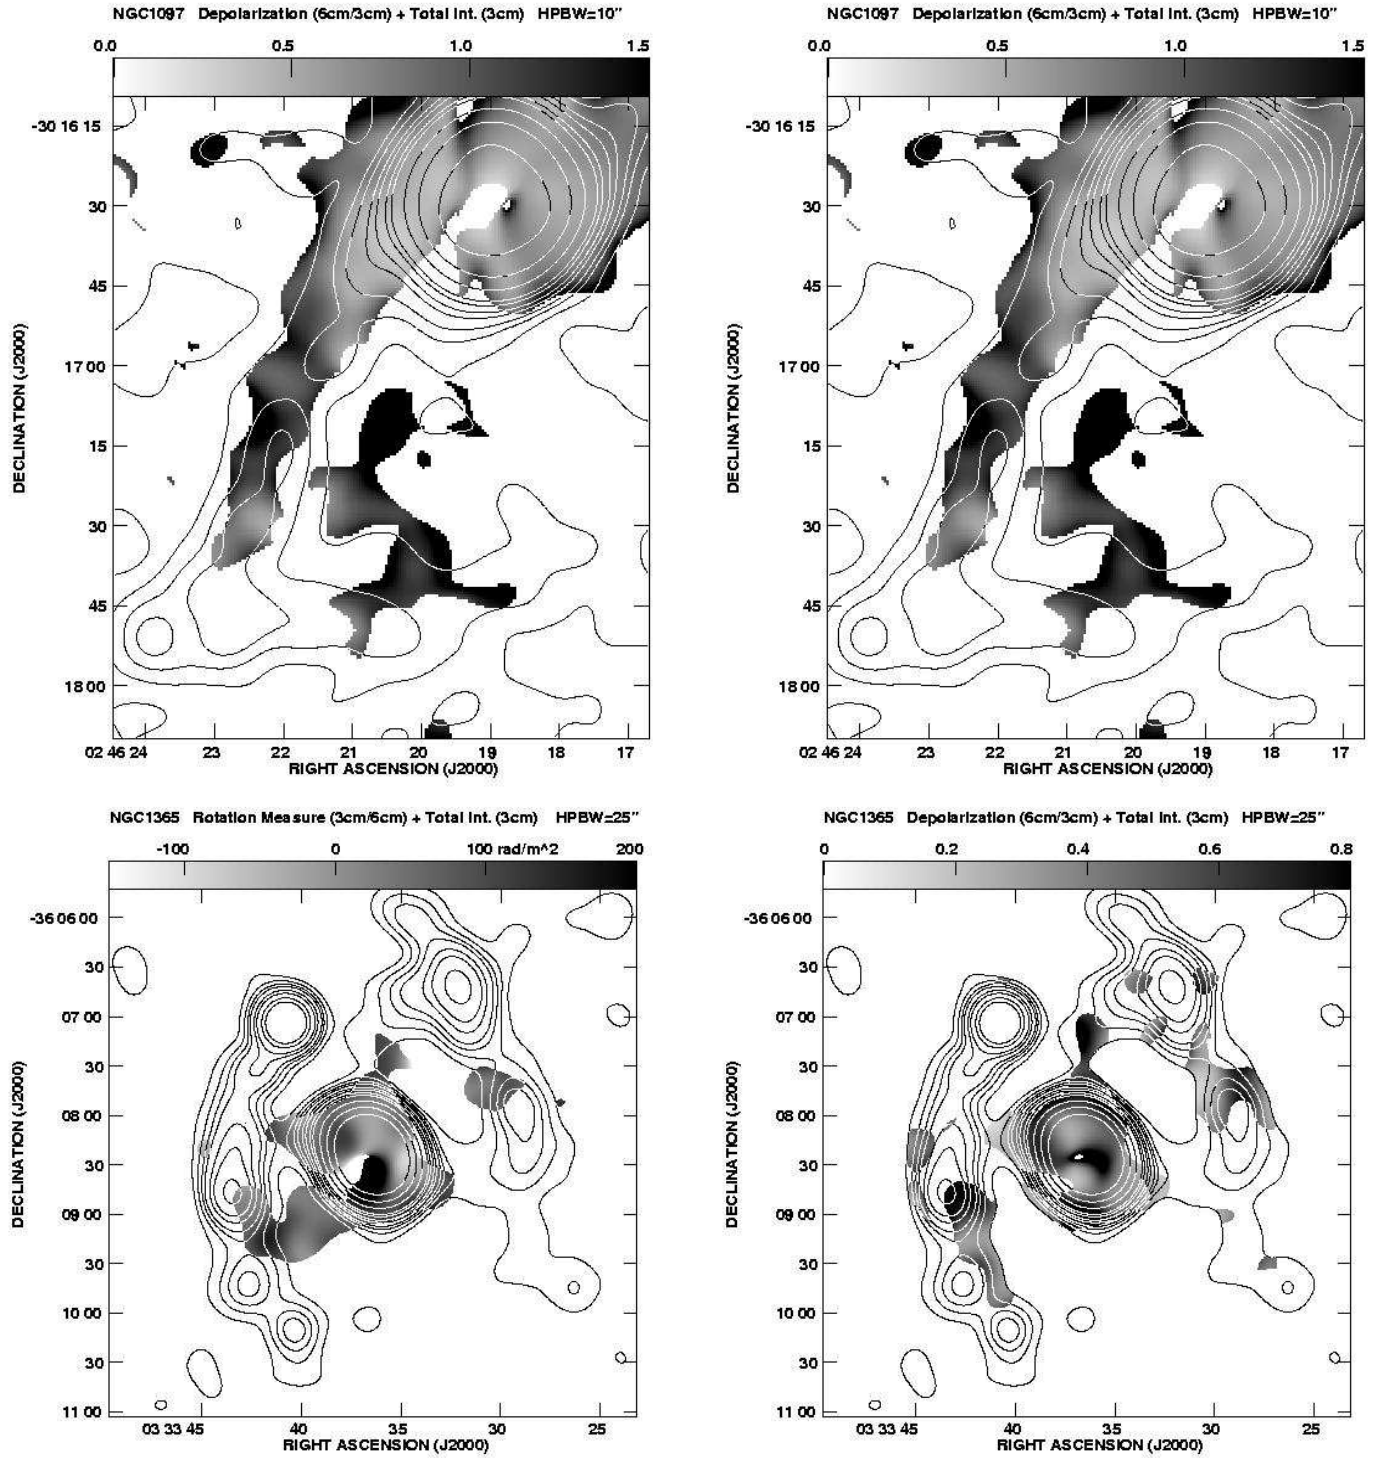 NGC1097 Depolarization (6cm/3cm) + Total Int. (3cm) HPBW=10"
0.0 0.5 1.0 1.5
-30 16 15
30
45
17 00
15
30
45
18 00
DECLINATION (J2000)
02 46 24 23 22 21 20 19 18 17
RIGHT ASCENSION (J2000)
NGC1097 Depolarization (6cm/3cm) + Total Int. (3cm) HPBW=10"
0.0 0.5 1.0 1.5
-30 16 15
30
45
17 00
15
30
45
18 00
DECLINATION (J2000)
02 46 24 23 22 21 20 19 18 17
RIGHT ASCENSION (J2000)
NGC1365 Rotation Measure (3cm/6cm) + Total Int. (3cm) HPBW=25"
-100 0 100 rad/m^2 200
-36 06 00
30
07 00
30
08 00
30
09 00
30
10 00
30
11 00
DECLINATION (J2000)
03 33 45 40 35 30 25
RIGHT ASCENSION (J2000)
NGC1365 Depolarization (6cm/3cm) + Total Int. (3cm) HPBW=25"
0 0.2 0.4 0.6 0.8
-36 06 00
30
07 00
30
08 00
30
09 00
30
10 00
30
11 00
DECLINATION (J2000)
03 33 45 40 35 30 25
RIGHT ASCENSION (J2000)